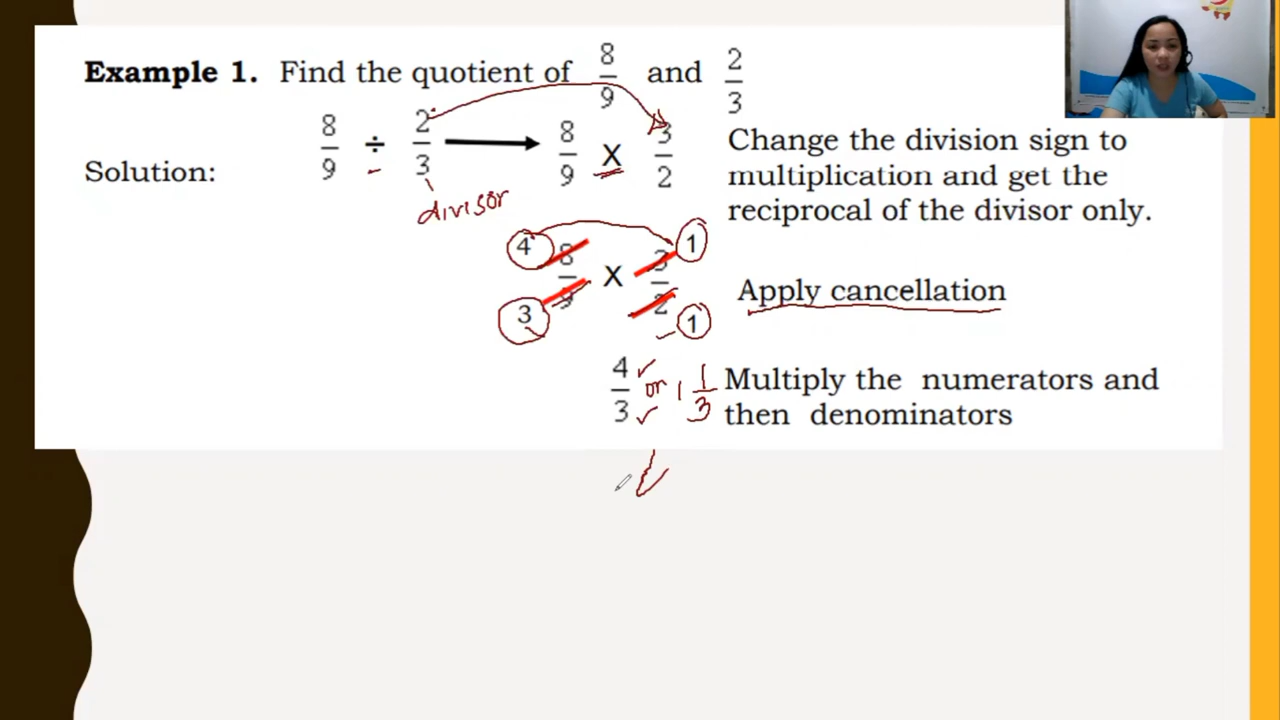 Example 1. Find the quotient of 8/9 and 2/3
Solution: 8/9 ÷ 2/3 → 8/9 X 3/2
Change the division sign to
multiplication and get the
reciprocal of the divisor only.
divisor
4 8/9 X 3/2 1
3 1
Apply cancellation
4/3 or 1 1/3
Multiply the numerators and
then denominators